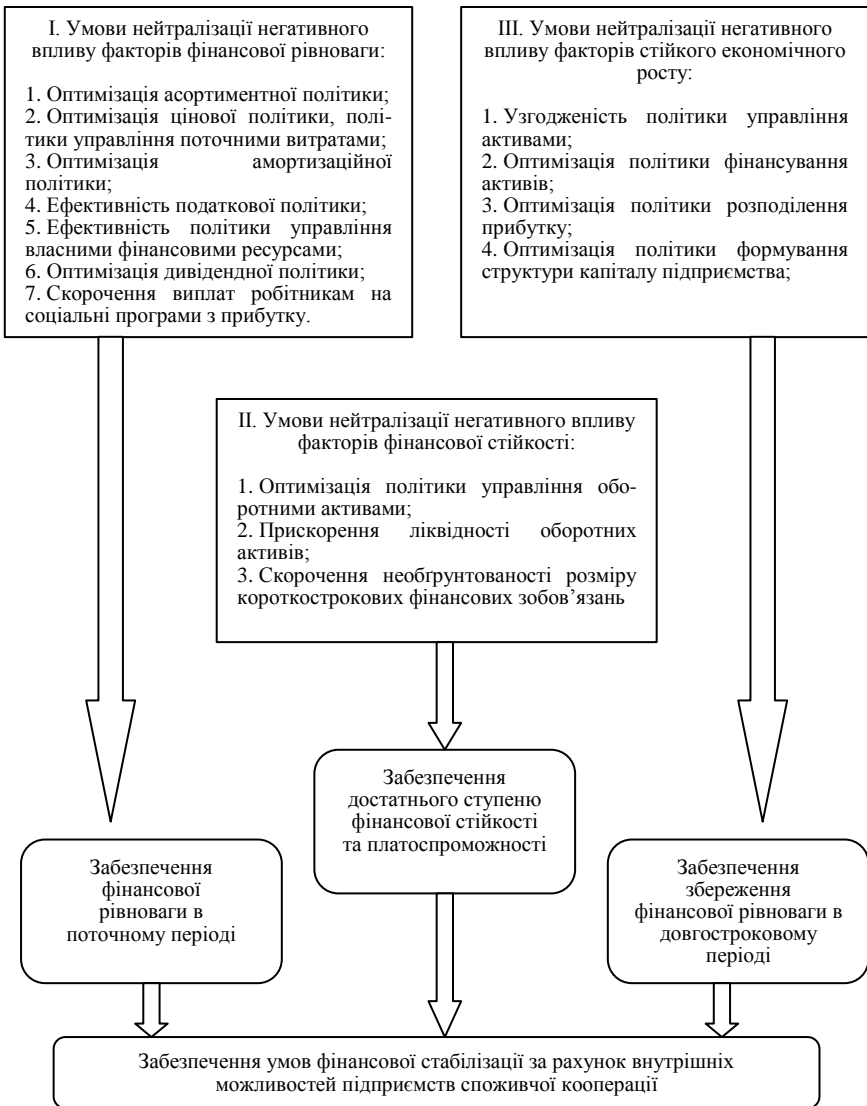 І. Умови нейтралізації негативного
впливу факторів фінансової рівноваги:
1. Оптимізація асортиментної політики;
2. Оптимізація цінової політики, полі-
тики управління поточними витратами;
3. Оптимізація амортизаційної
політики;
4. Ефективність податкової політики;
5. Ефективність політики управління
власними фінансовими ресурсами;
6. Оптимізація дивідендної політики;
7. Скорочення виплат робітникам на
соціальні програми з прибутку.
ІІІ. Умови нейтралізації негативного
впливу факторів стійкого економічного
росту:
1. Узгодженість політики управління
активами;
2. Оптимізація політики фінансування
активів;
3. Оптимізація політики розподілення
прибутку;
4. Оптимізація політики формування
структури капіталу підприємства;
ІІ. Умови нейтралізації негативного впливу
факторів фінансової стійкості:
1. Оптимізація політики управління обо-
ротними активами;
2. Прискорення ліквідності оборотних
активів;
3. Скорочення необґрунтованості розміру
короткострокових фінансових зобов’язань
Забезпечення
достатнього ступеню
фінансової стійкості
та платоспроможності
Забезпечення
фінансової
рівноваги в
поточному періоді
Забезпечення
збереження
фінансової рівноваги в
довгостроковому
періоді
Забезпечення умов фінансової стабілізації за рахунок внутрішніх
можливостей підприємств споживчої кооперації